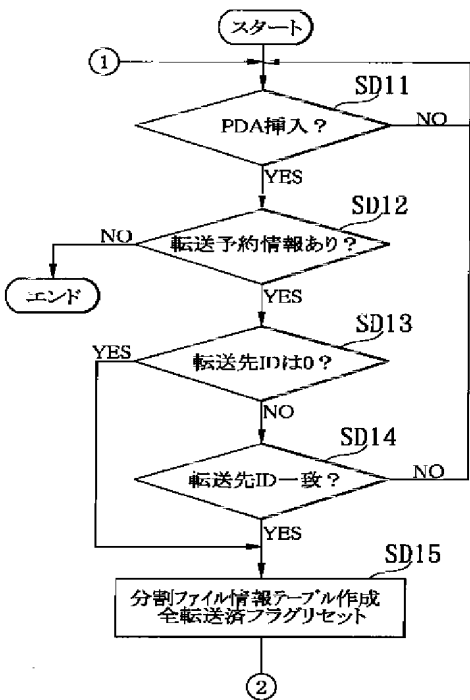 スタート
①
SD11
PDA挿入？
NO
YES
SD12
転送予約情報あり？
NO
エンド
YES
SD13
転送先IDは0？
YES
NO
SD14
転送先ID一致？
NO
YES
SD15
分割ファイル情報テーブル作成
全転送済フラグリセット
②